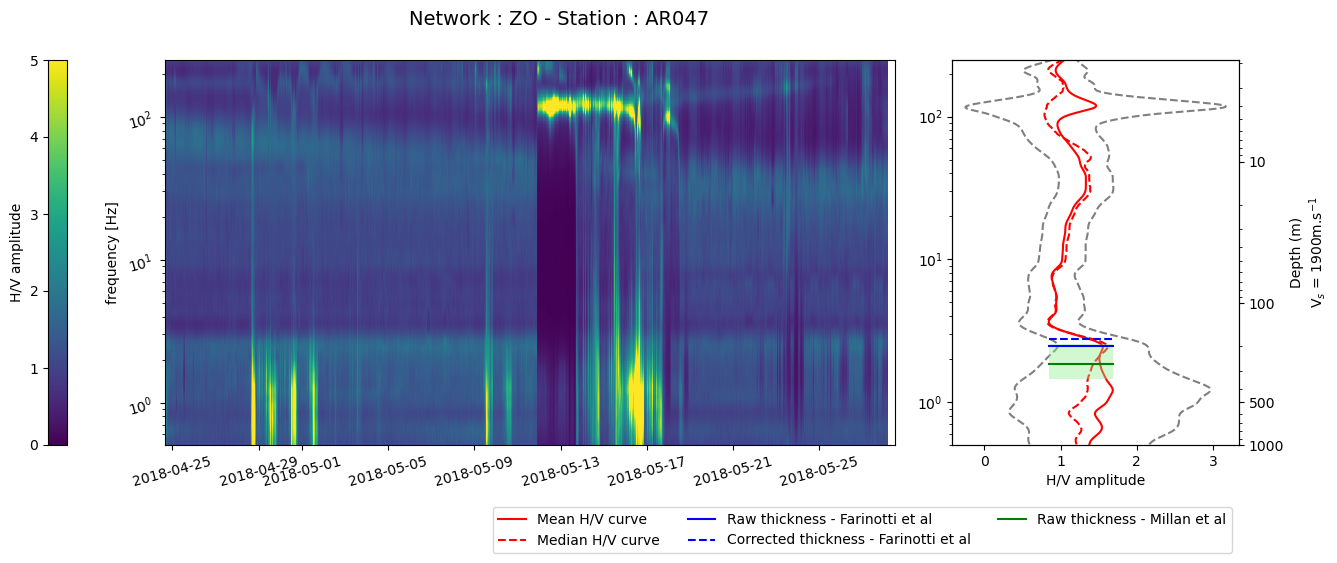 Network : ZO - Station : AR047
5
4
3
2
1
0
H/V amplitude
frequency [Hz]
10²
10¹
10⁰
2018-04-25
2018-04-29
2018-05-01
2018-05-05
2018-05-09
2018-05-13
2018-05-17
2018-05-21
2018-05-25
10²
10¹
10⁰
0
1
2
3
H/V amplitude
10
100
500
1000
Depth (m)
Vₛ = 1900m.s⁻¹
Mean H/V curve
Median H/V curve
Raw thickness - Farinotti et al
Corrected thickness - Farinotti et al
Raw thickness - Millan et al